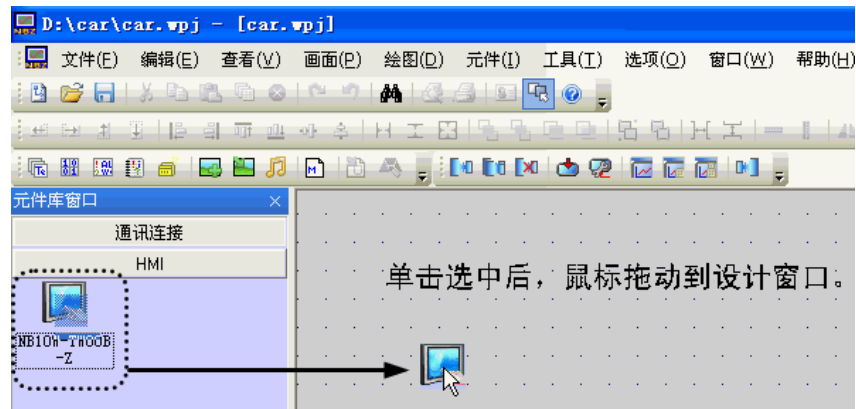 D:\car\car.wpj - [car.wpj]
文件(F) 编辑(E) 查看(V) 画面(P) 绘图(D) 元件(I) 工具(T) 选项(O) 窗口(W) 帮助(H)
元件库窗口
通讯连接
HMI
单击选中后，鼠标拖动到设计窗口。
NB10W-TW00B
-Z